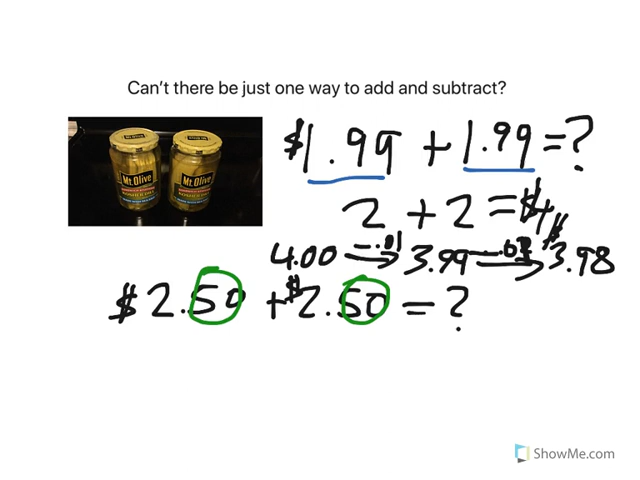 Can't there be just one way to add and subtract?
Mt.Olive Mt.Olive
$1.99 + 1.99 = ?
2 + 2 = $4
4.00 -.01→ 3.99 → $3.98
$2.50 + $2.50 = ?
ShowMe.com